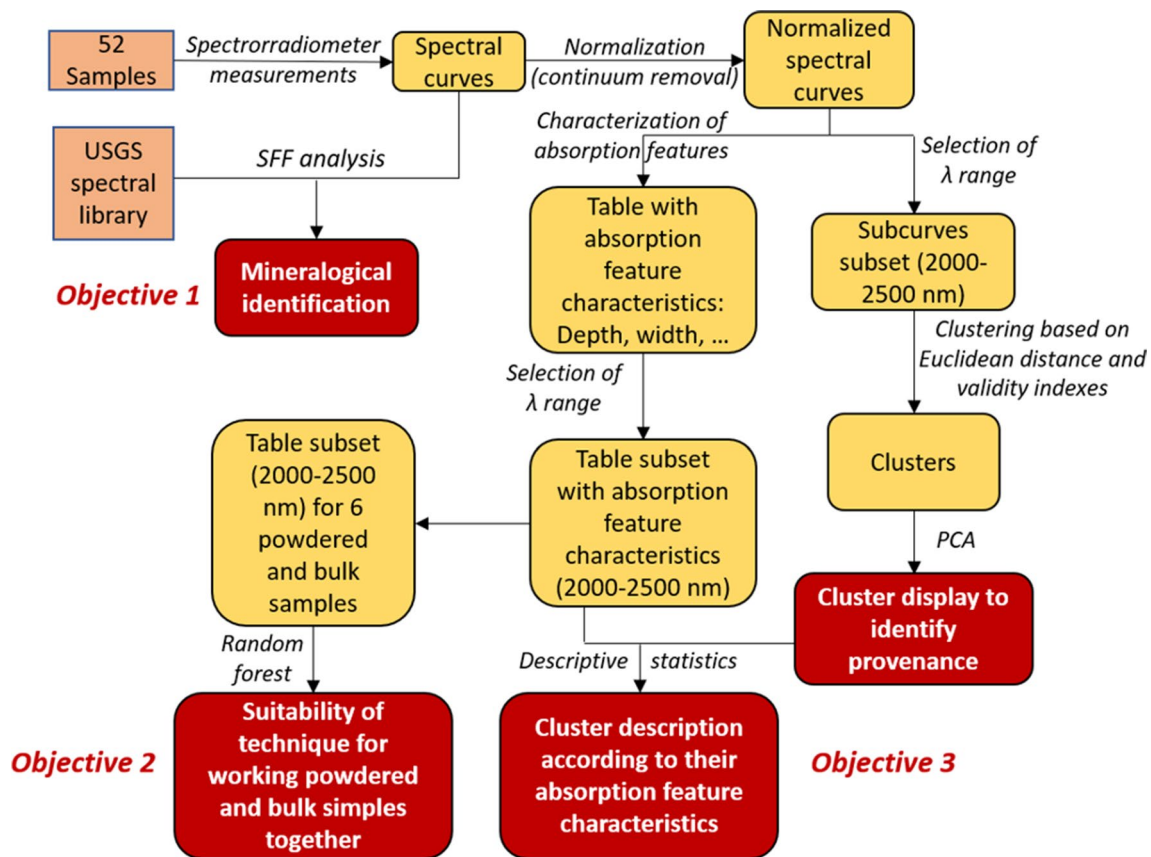 52
Samples
Spectrorradiometer
measurements
Spectral
curves
Normalization
(continuum removal)
Normalized
spectral
curves
USGS
spectral
library
SFF analysis
Characterization of
absorption features
Selection of
λ range
Objective 1
Mineralogical
identification
Table with
absorption
feature
characteristics:
Depth, width, ...
Subcurves
subset (2000-
2500 nm)
Selection of
λ range
Clustering based on
Euclidean distance and
validity indexes
Table subset
(2000-2500
nm) for 6
powdered
and bulk
samples
Table subset
with absorption
feature
characteristics
(2000-2500 nm)
Clusters
PCA
Random
forest
Descriptive statistics
Cluster display to
identify
provenance
Objective 2
Suitability of
technique for
working powdered
and bulk simples
together
Cluster description
according to their
absorption feature
characteristics
Objective 3